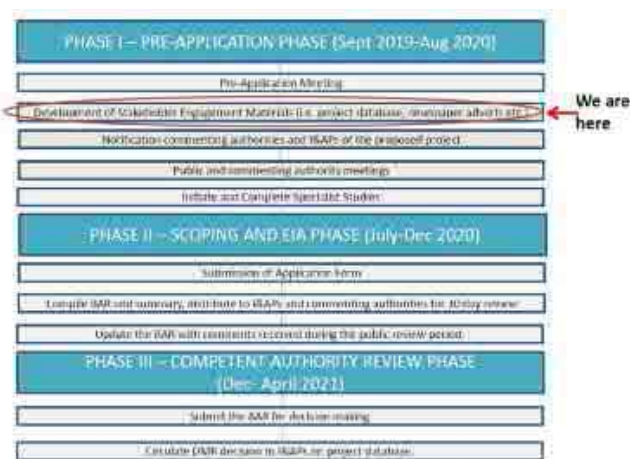 PHASE I – PRE-APPLICATION PHASE (Sept 2019-Aug 2020)
Pre-Application Meeting
Development of Stakeholder Engagement Materials (i.e. project database, newspaper adverts etc.
We are
here
Notification commenting authorities and I&APs of the proposed project
Public and commenting authority meetings
Initiate and Complete Specialist Studies
PHASE II – SCOPING AND EIA PHASE (July-Dec 2020)
Submission of Application Form
Compile BAR and summary, distribute to I&APs and commenting authorities for 30 day review
Update the BAR with comments received during the public review period
PHASE III – COMPETENT AUTHORITY REVIEW PHASE
(Dec- April 2021)
Submit the BAR for decision making
Circulate DMR decision to I&APs on project database